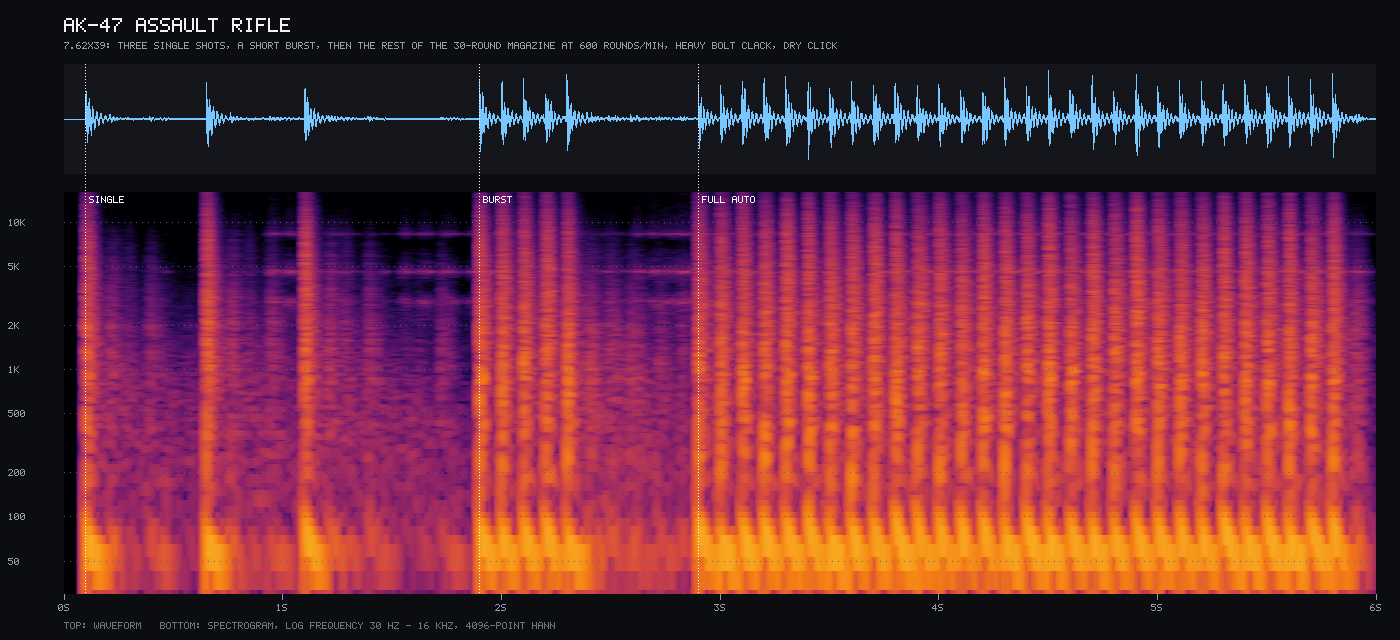 AK-47 ASSAULT RIFLE
7.62X39: THREE SINGLE SHOTS, A SHORT BURST, THEN THE REST OF THE 30-ROUND MAGAZINE AT 600 ROUNDS/MIN, HEAVY BOLT CLACK, DRY CLICK
SINGLE BURST FULL AUTO
10K
5K
2K
1K
500
200
100
50
0S 1S 2S 3S 4S 5S 6S
TOP: WAVEFORM BOTTOM: SPECTROGRAM, LOG FREQUENCY 30 HZ - 16 KHZ, 4096-POINT HANN